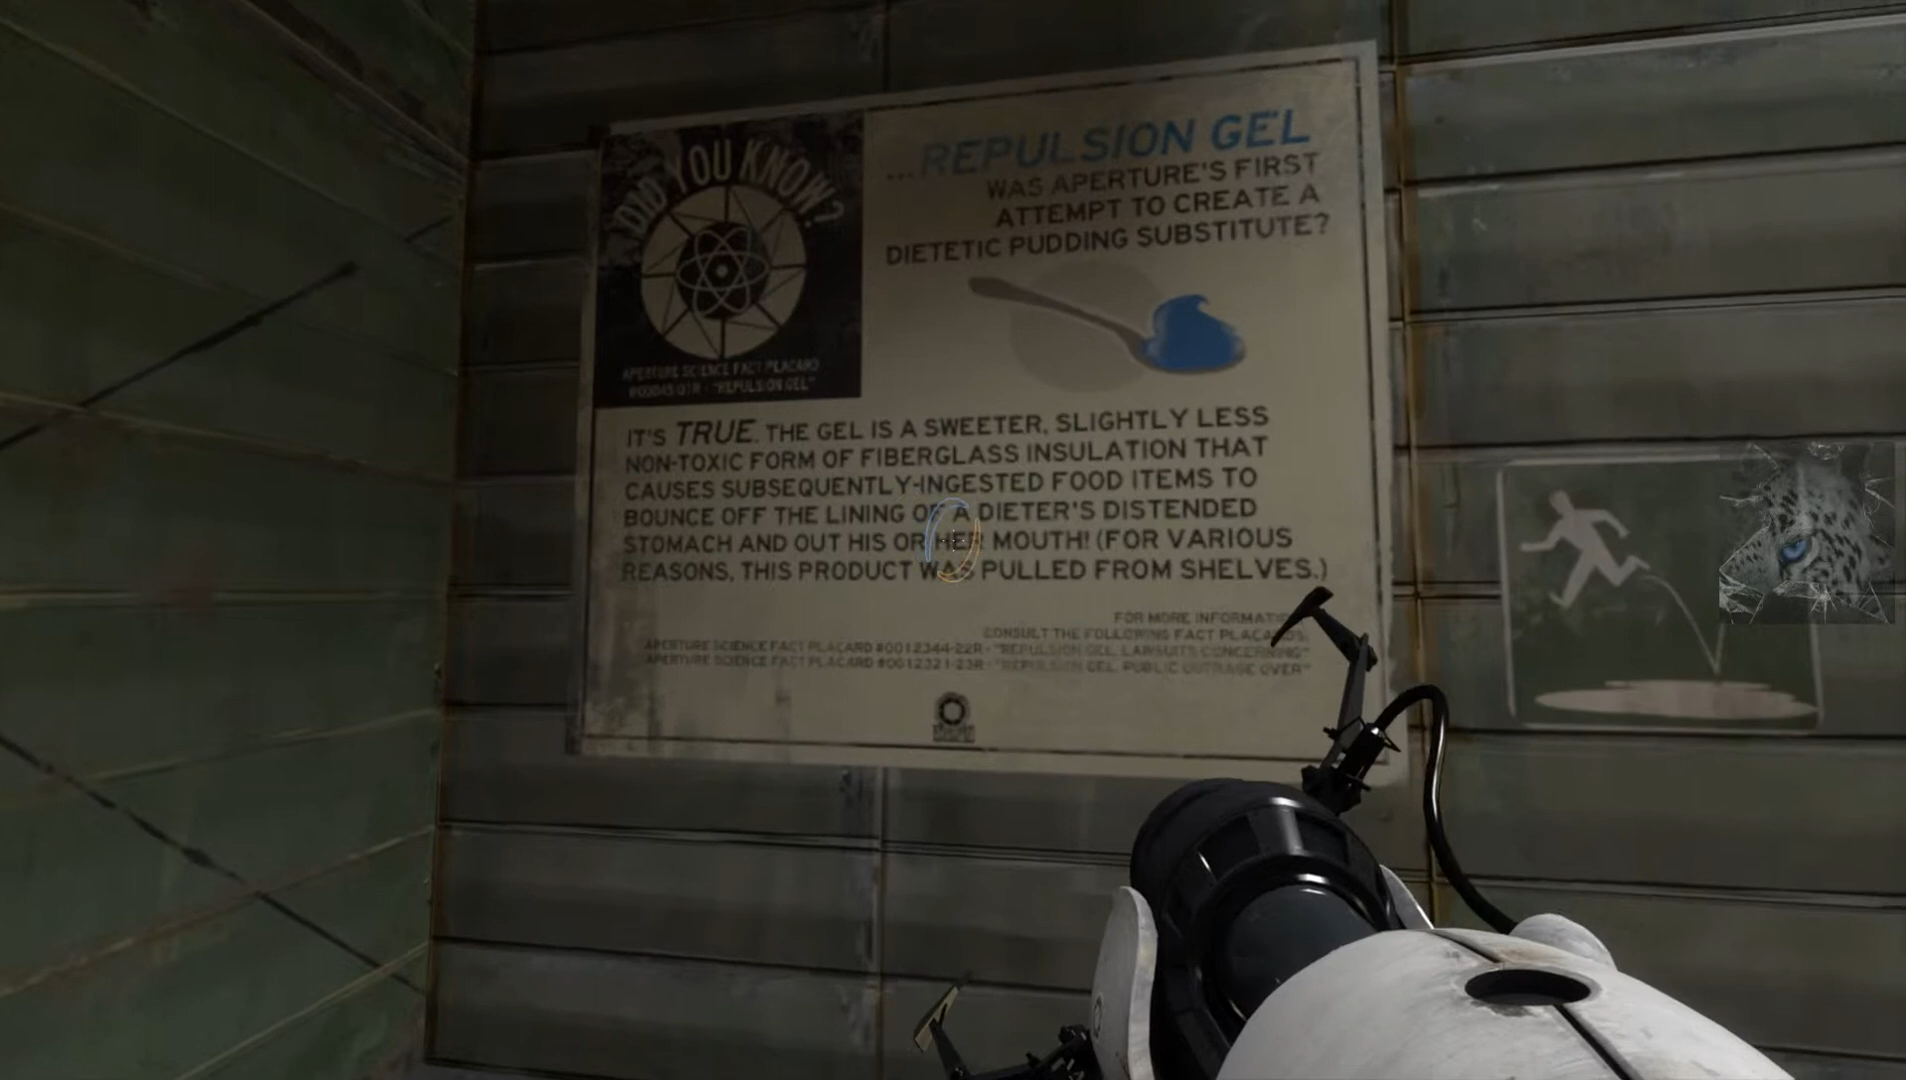 DID YOU KNOW?
APERTURE SCIENCE FACT PLACARD
"REPULSION GEL"
...REPULSION GEL
WAS APERTURE'S FIRST
ATTEMPT TO CREATE A
DIETETIC PUDDING SUBSTITUTE?
IT'S TRUE. THE GEL IS A SWEETER, SLIGHTLY LESS
NON-TOXIC FORM OF FIBERGLASS INSULATION THAT
CAUSES SUBSEQUENTLY-INGESTED FOOD ITEMS TO
BOUNCE OFF THE LINING OF A DIETER'S DISTENDED
STOMACH AND OUT HIS OR HER MOUTH! (FOR VARIOUS
REASONS, THIS PRODUCT WAS PULLED FROM SHELVES.)
FOR MORE INFORMATION
CONSULT THE FOLLOWING FACT PLACARDS:
APERTURE SCIENCE FACT PLACARD #0012344-22R - "REPULSION GEL, LAWSUITS CONCERNING"
APERTURE SCIENCE FACT PLACARD #0012321-23R - "REPULSION GEL, PUBLIC OUTRAGE OVER"